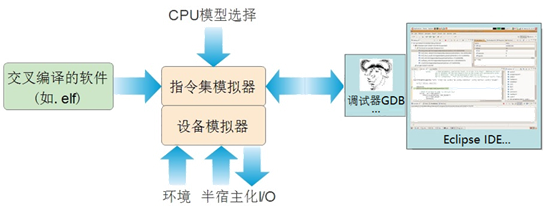 CPU模型选择
交叉编译的软件
(如. elf)
指令集模拟器
设备模拟器
调试器GDB
...
Eclipse IDE...
环境
半宿主化I/O